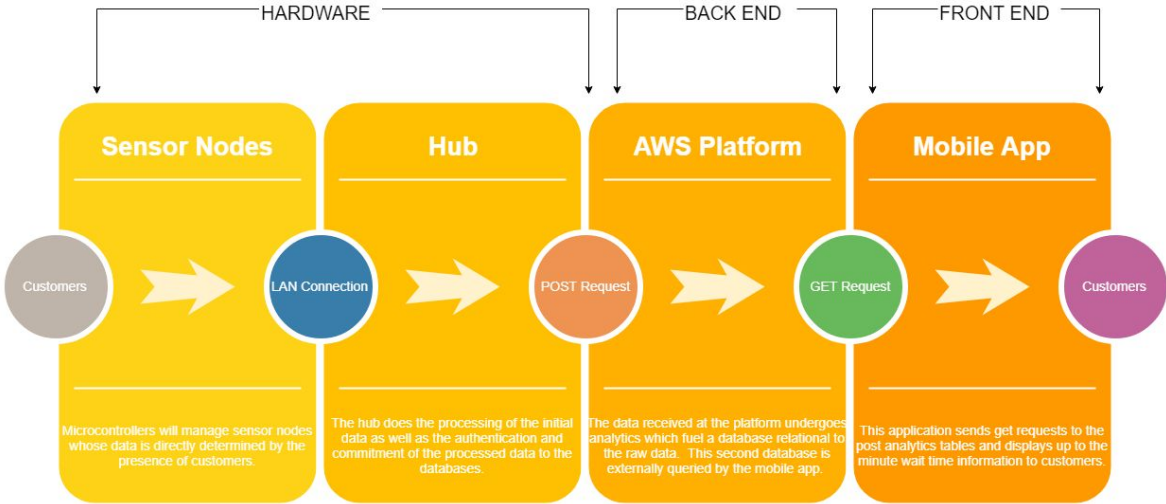 HARDWARE
BACK END
FRONT END
Sensor Nodes
Hub
AWS Platform
Mobile App
Customers
LAN Connection
POST Request
GET Request
Customers
Microcontrollers will manage sensor nodes
whose data is directly determined by the
presence of customers.
The hub does the processing of the initial
data as well as the authentication and
commitment of the processed data to the
databases.
The data received at the platform undergoes
analytics which fuel a database relational to
the raw data. This second database is
externally queried by the mobile app.
This application sends get requests to the
post analytics tables and displays up to the
minute wait time information to customers.